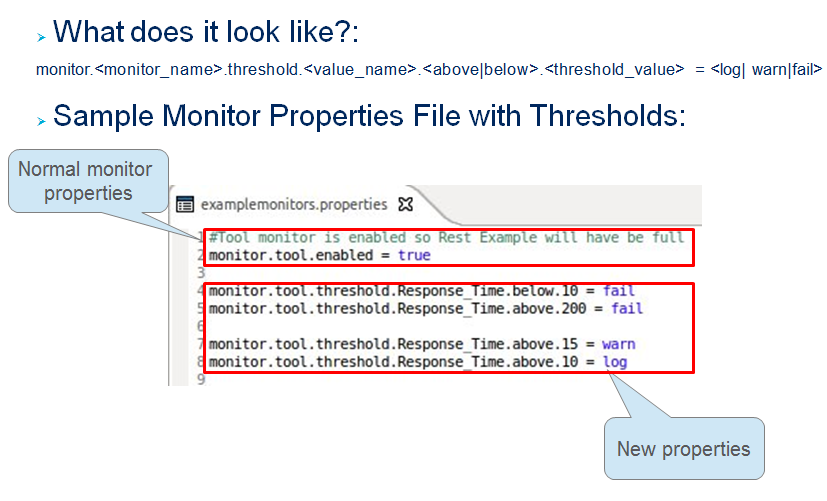 What does it look like?:
monitor.<monitor_name>.threshold.<value_name>.<above|below>.<threshold_value> = <log| warn|fail>
Sample Monitor Properties File with Thresholds:
Normal monitor
properties
examplemonitors.properties
1 #Tool monitor is enabled so Rest Example will have be full
2 monitor.tool.enabled = true
3
4 monitor.tool.threshold.Response_Time.below.10 = fail
5 monitor.tool.threshold.Response_Time.above.200 = fail
6
7 monitor.tool.threshold.Response_Time.above.15 = warn
8 monitor.tool.threshold.Response_Time.above.10 = log
9
New properties